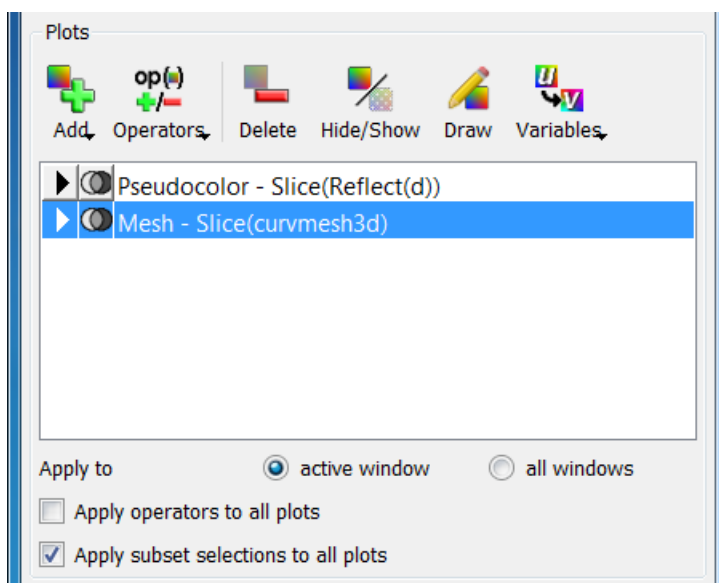 Plots
op(▪)
+/−
Add Operators Delete Hide/Show Draw Variables
Pseudocolor - Slice(Reflect(d))
Mesh - Slice(curvmesh3d)
Apply to active window all windows
Apply operators to all plots
Apply subset selections to all plots